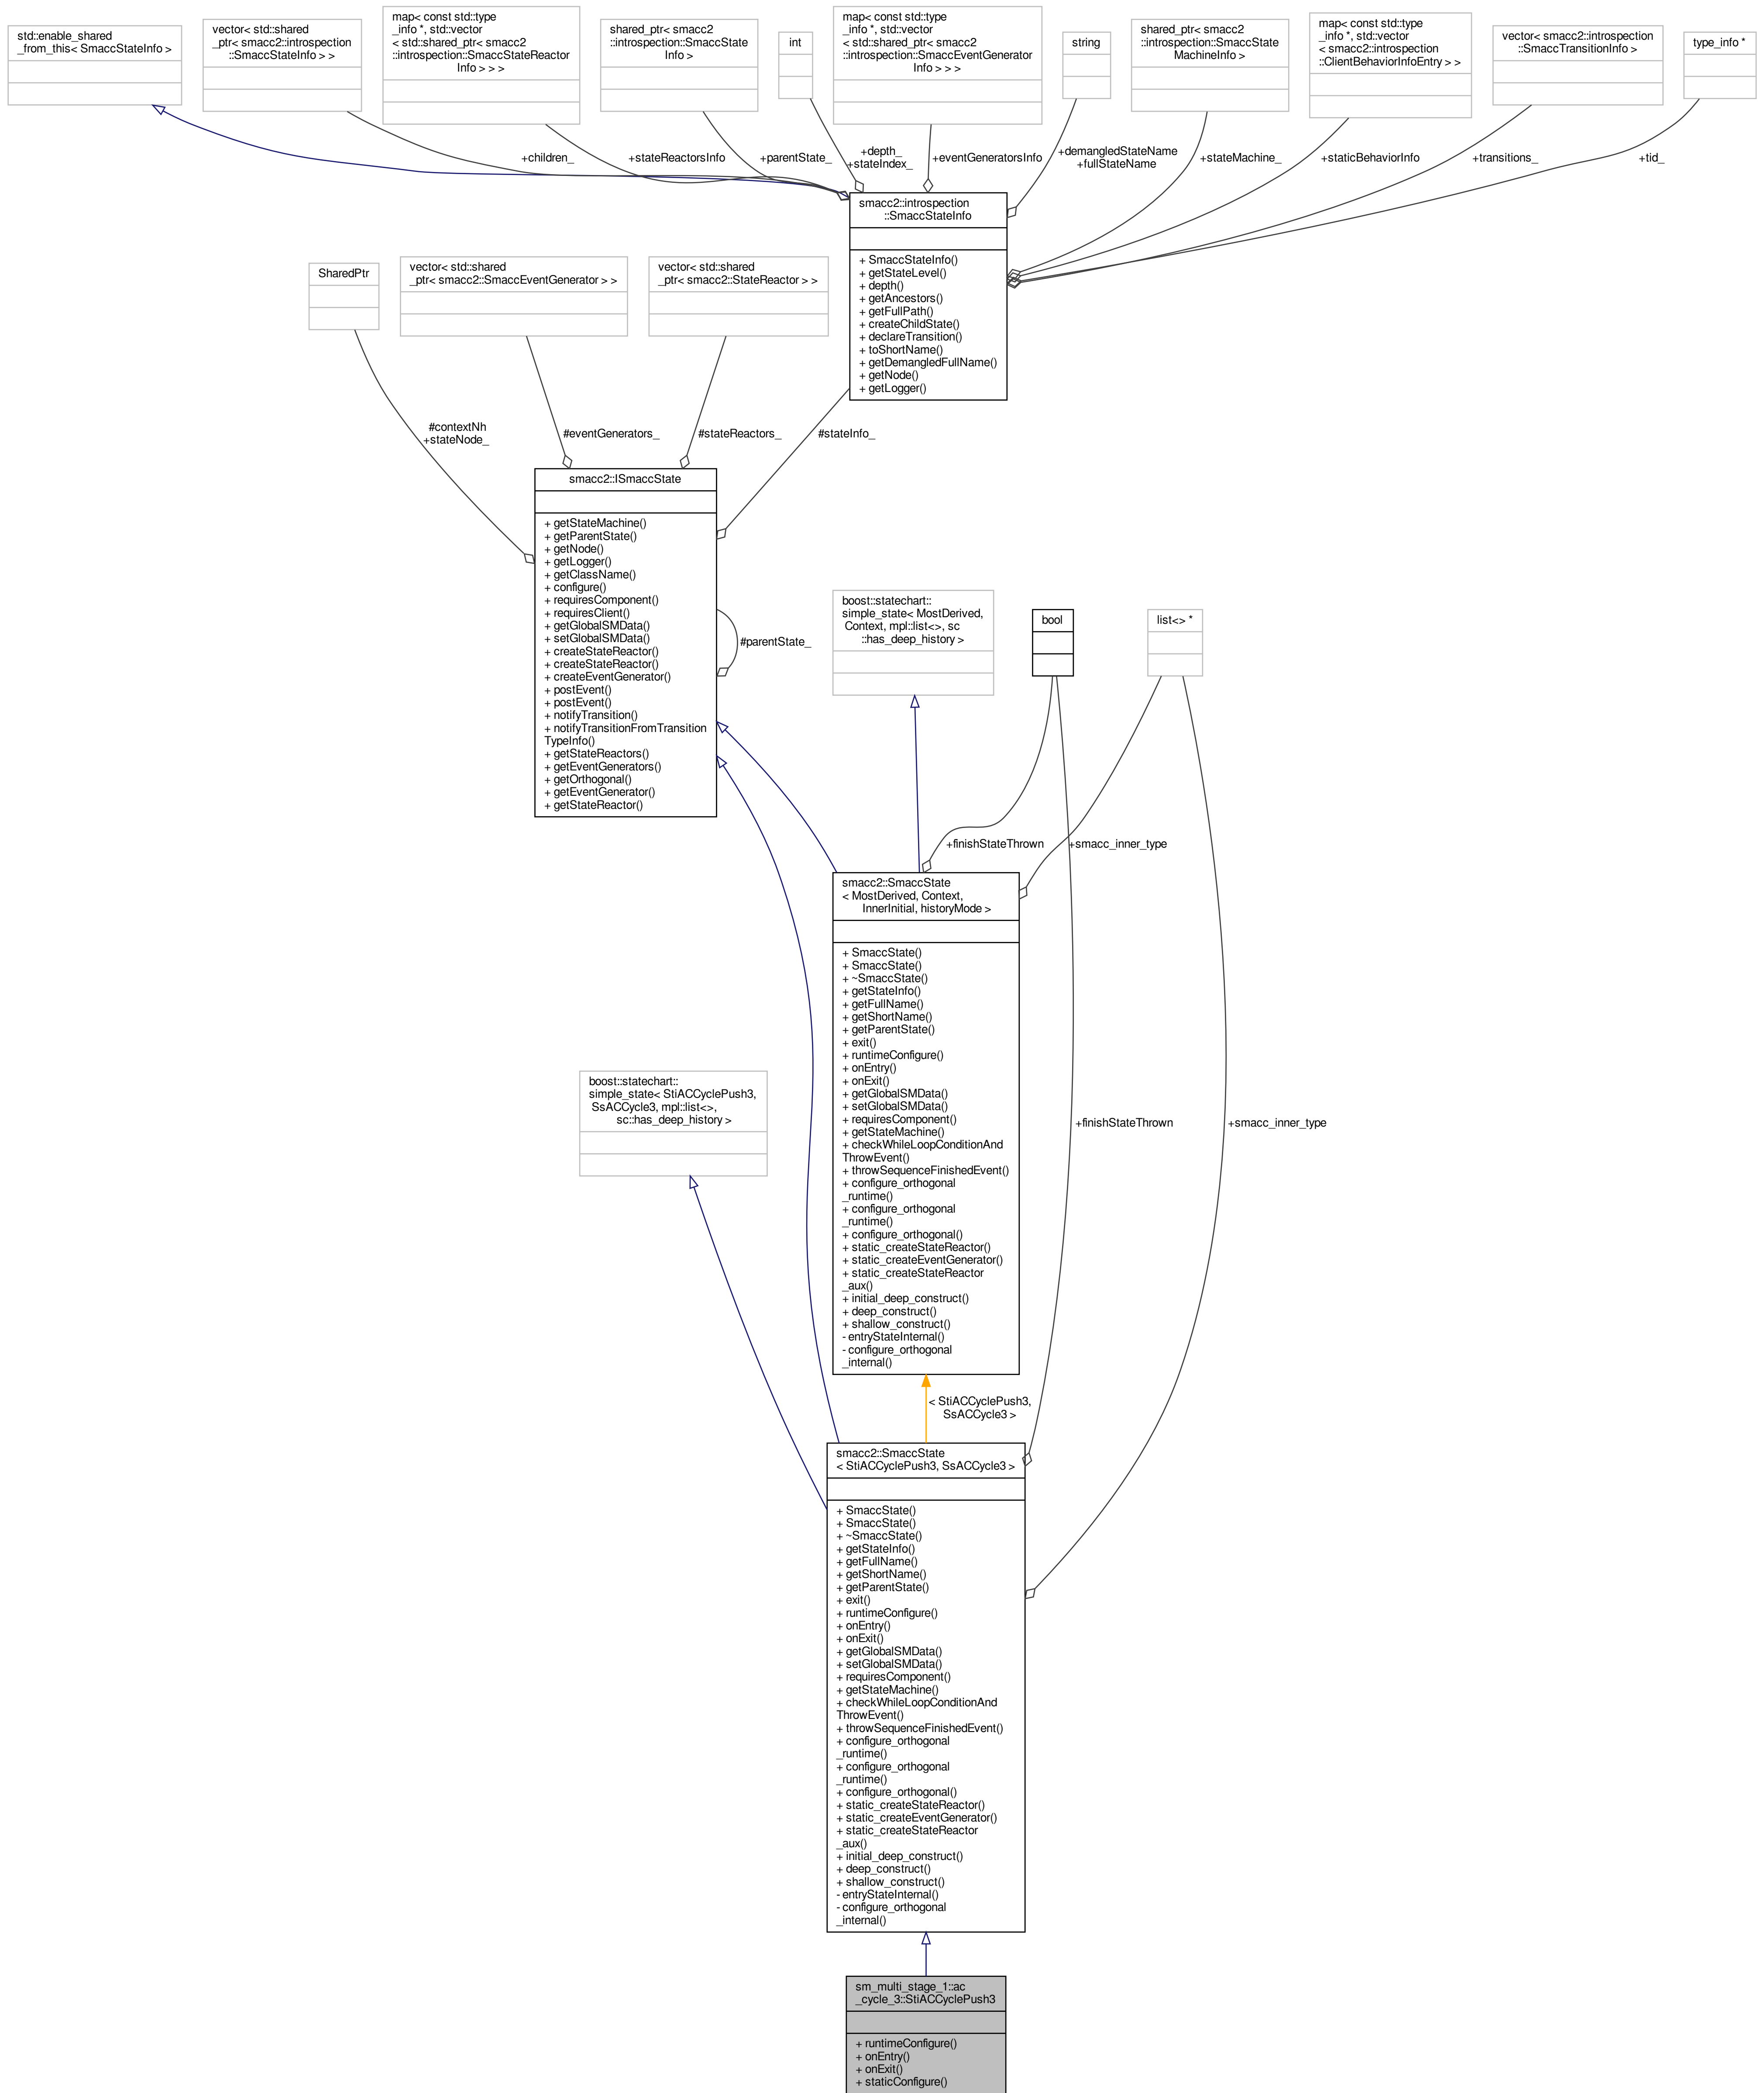 std::enable_shared
_from_this< SmaccStateInfo >
vector< std::shared
_ptr< smacc2::introspection
::SmaccStateInfo > >
map< const std::type
_info *, std::vector
< std::shared_ptr< smacc2
::introspection::SmaccStateReactor
Info > > >
shared_ptr< smacc2
::introspection::SmaccState
Info >
int
map< const std::type
_info *, std::vector
< std::shared_ptr< smacc2
::introspection::SmaccEventGenerator
Info > > >
string
shared_ptr< smacc2
::introspection::SmaccState
MachineInfo >
map< const std::type
_info *, std::vector
< smacc2::introspection
::ClientBehaviorInfoEntry > >
vector< smacc2::introspection
::SmaccTransitionInfo >
type_info *
+children_
+stateReactorsInfo
+parentState_
+depth_
+stateIndex_
+eventGeneratorsInfo
+demangledStateName
+fullStateName
+stateMachine_
+staticBehaviorInfo
+transitions_
+tid_
smacc2::introspection
::SmaccStateInfo
+ SmaccStateInfo()
+ getStateLevel()
+ depth()
+ getAncestors()
+ getFullPath()
+ createChildState()
+ declareTransition()
+ toShortName()
+ getDemangledFullName()
+ getNode()
+ getLogger()
SharedPtr
vector< std::shared
_ptr< smacc2::SmaccEventGenerator > >
vector< std::shared
_ptr< smacc2::StateReactor > >
#contextNh
+stateNode_
#eventGenerators_
#stateReactors_
#stateInfo_
smacc2::ISmaccState
+ getStateMachine()
+ getParentState()
+ getNode()
+ getLogger()
+ getClassName()
+ configure()
+ requiresComponent()
+ requiresClient()
+ getGlobalSMData()
+ setGlobalSMData()
+ createStateReactor()
+ createStateReactor()
+ createEventGenerator()
+ postEvent()
+ postEvent()
+ notifyTransition()
+ notifyTransitionFromTransition
TypeInfo()
+ getStateReactors()
+ getEventGenerators()
+ getOrthogonal()
+ getEventGenerator()
+ getStateReactor()
#parentState_
boost::statechart::
simple_state< MostDerived,
Context, mpl::list<>, sc
::has_deep_history >
bool
list<> *
+finishStateThrown
+smacc_inner_type
smacc2::SmaccState
< MostDerived, Context,
InnerInitial, historyMode >
+ SmaccState()
+ SmaccState()
+ ~SmaccState()
+ getStateInfo()
+ getFullName()
+ getShortName()
+ getParentState()
+ exit()
+ runtimeConfigure()
+ onEntry()
+ onExit()
+ getGlobalSMData()
+ setGlobalSMData()
+ requiresComponent()
+ getStateMachine()
+ checkWhileLoopConditionAnd
ThrowEvent()
+ throwSequenceFinishedEvent()
+ configure_orthogonal
_runtime()
+ configure_orthogonal
_runtime()
+ configure_orthogonal()
+ static_createStateReactor()
+ static_createEventGenerator()
+ static_createStateReactor
_aux()
+ initial_deep_construct()
+ deep_construct()
+ shallow_construct()
- entryStateInternal()
- configure_orthogonal
_internal()
boost::statechart::
simple_state< StiACCyclePush3,
SsACCycle3, mpl::list<>,
sc::has_deep_history >
+finishStateThrown
+smacc_inner_type
< StiACCyclePush3,
SsACCycle3 >
smacc2::SmaccState
< StiACCyclePush3, SsACCycle3 >
+ SmaccState()
+ SmaccState()
+ ~SmaccState()
+ getStateInfo()
+ getFullName()
+ getShortName()
+ getParentState()
+ exit()
+ runtimeConfigure()
+ onEntry()
+ onExit()
+ getGlobalSMData()
+ setGlobalSMData()
+ requiresComponent()
+ getStateMachine()
+ checkWhileLoopConditionAnd
ThrowEvent()
+ throwSequenceFinishedEvent()
+ configure_orthogonal
_runtime()
+ configure_orthogonal
_runtime()
+ configure_orthogonal()
+ static_createStateReactor()
+ static_createEventGenerator()
+ static_createStateReactor
_aux()
+ initial_deep_construct()
+ deep_construct()
+ shallow_construct()
- entryStateInternal()
- configure_orthogonal
_internal()
sm_multi_stage_1::ac
_cycle_3::StiACCyclePush3
+ runtimeConfigure()
+ onEntry()
+ onExit()
+ staticConfigure()